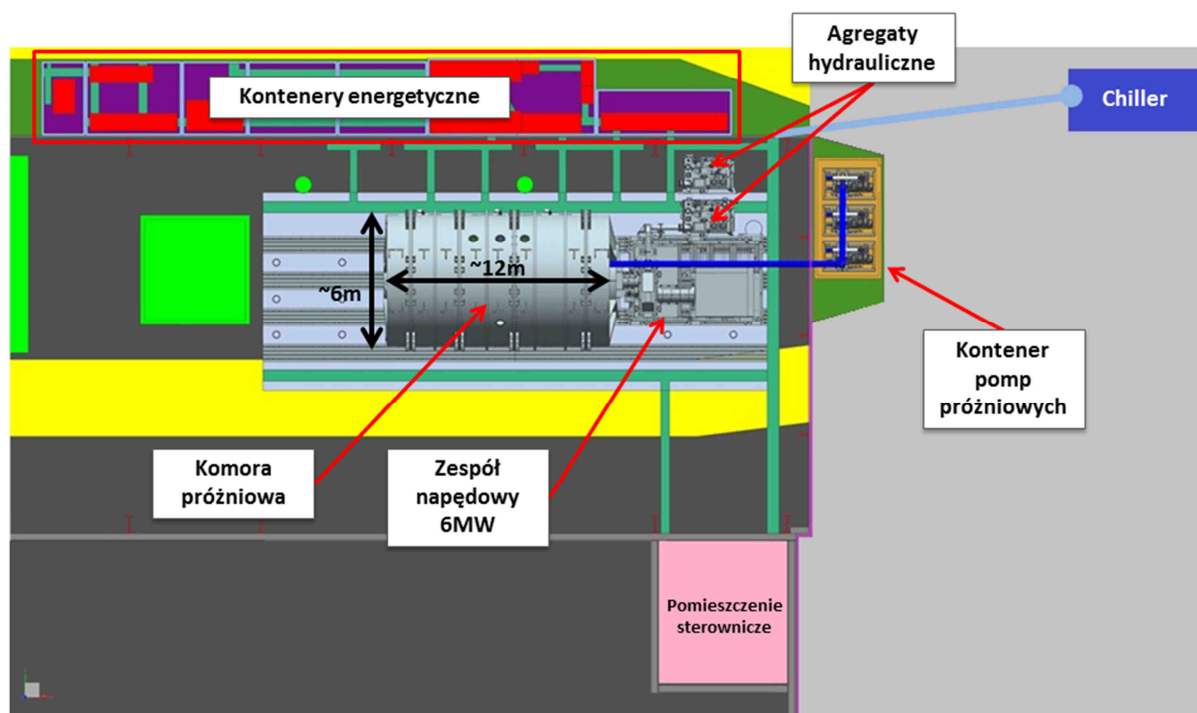 Agregaty
hydrauliczne
Kontenery energetyczne
Chiller
~12m
~6m
Kontener
pomp
próżniowych
Komora
próżniowa
Zespół
napędowy
6MW
Pomieszczenie
sterownicze